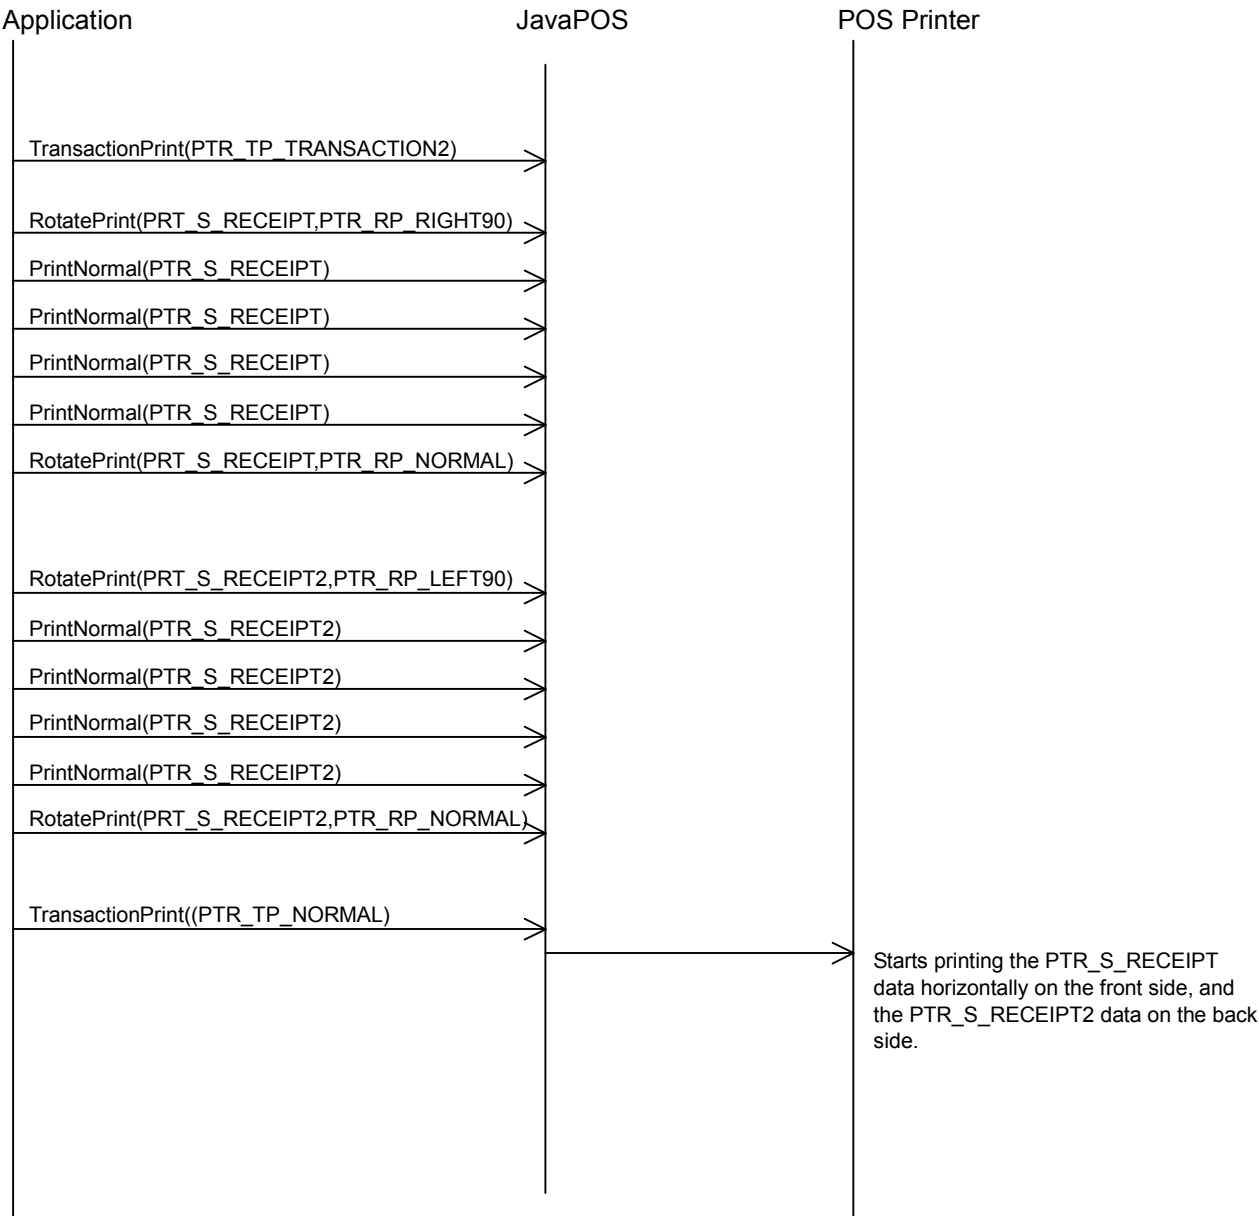 Application JavaPOS POS Printer
TransactionPrint(PTR_TP_TRANSACTION2)
RotatePrint(PRT_S_RECEIPT,PTR_RP_RIGHT90)
PrintNormal(PTR_S_RECEIPT)
PrintNormal(PTR_S_RECEIPT)
PrintNormal(PTR_S_RECEIPT)
PrintNormal(PTR_S_RECEIPT)
RotatePrint(PRT_S_RECEIPT,PTR_RP_NORMAL)
RotatePrint(PRT_S_RECEIPT2,PTR_RP_LEFT90)
PrintNormal(PTR_S_RECEIPT2)
PrintNormal(PTR_S_RECEIPT2)
PrintNormal(PTR_S_RECEIPT2)
PrintNormal(PTR_S_RECEIPT2)
RotatePrint(PRT_S_RECEIPT2,PTR_RP_NORMAL)
TransactionPrint((PTR_TP_NORMAL)
Starts printing the PTR_S_RECEIPT
data horizontally on the front side, and
the PTR_S_RECEIPT2 data on the back
side.